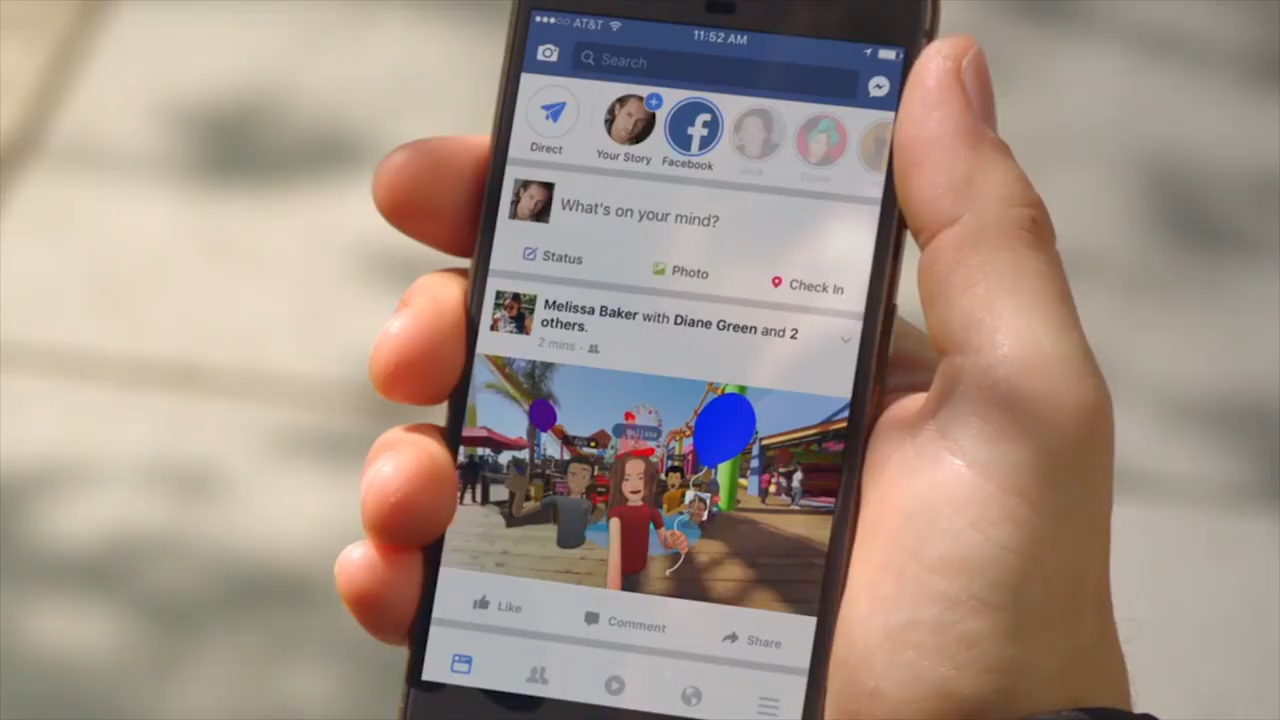 AT&T
11:52 AM
Search
Direct
Your Story
Facebook
What's on your mind?
Status
Photo
Check In
Melissa Baker with Diane Green and 2
others.
2 mins
Melissa
Like
Comment
Share